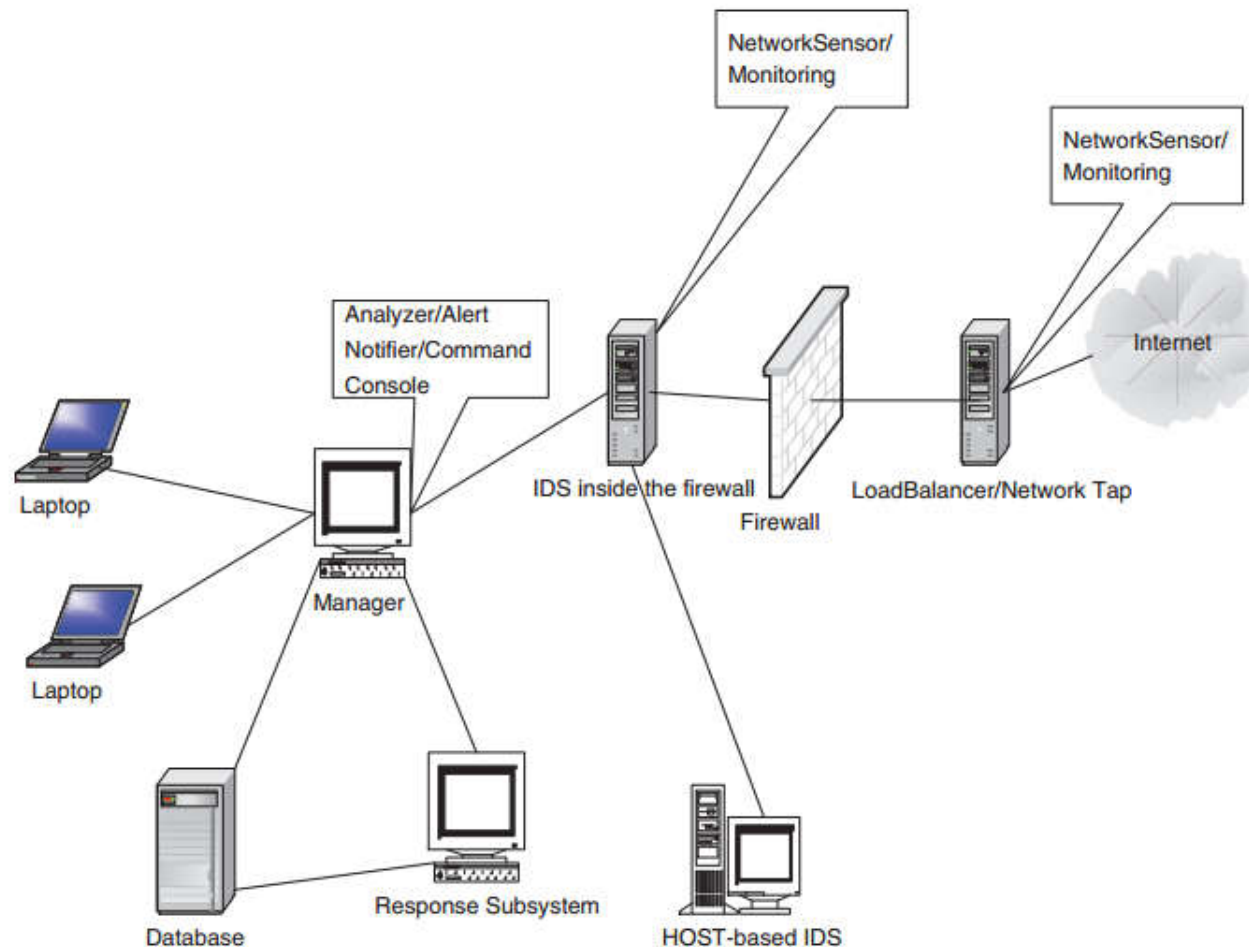 NetworkSensor/
Monitoring
NetworkSensor/
Monitoring
Internet
Analyzer/Alert
Notifier/Command
Console
IDS inside the firewall
LoadBalancer/Network Tap
Firewall
Laptop
Manager
Laptop
Response Subsystem
Database
HOST-based IDS